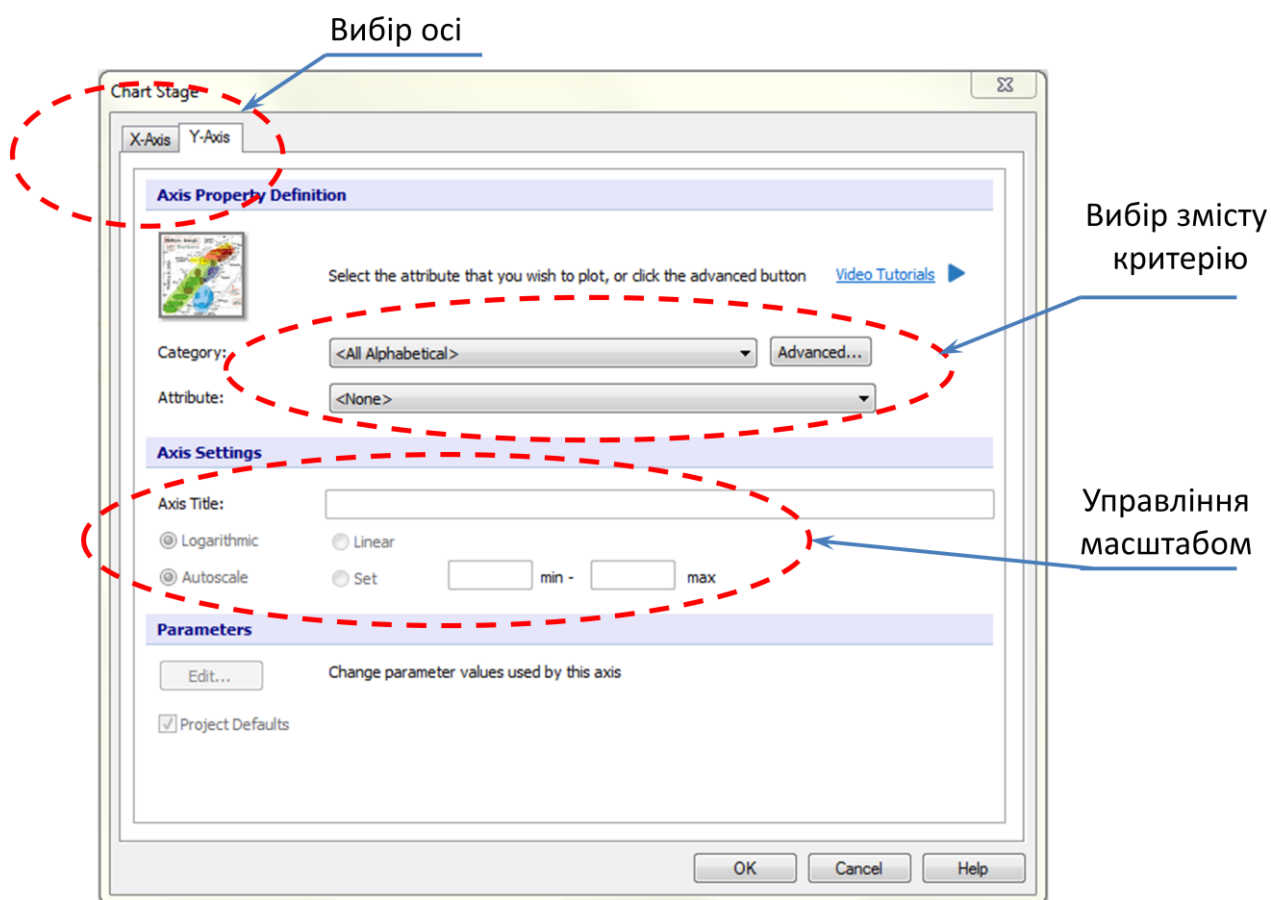 Вибір осі
Chart Stage
X-Axis Y-Axis
Axis Property Definition
Вибір змісту
критерію
Select the attribute that you wish to plot, or click the advanced button Video Tutorials
Category: <All Alphabetical> Advanced...
Attribute: <None>
Axis Settings
Axis Title:
Управління
масштабом
Logarithmic Linear
Autoscale Set min - max
Parameters
Edit... Change parameter values used by this axis
Project Defaults
OK Cancel Help